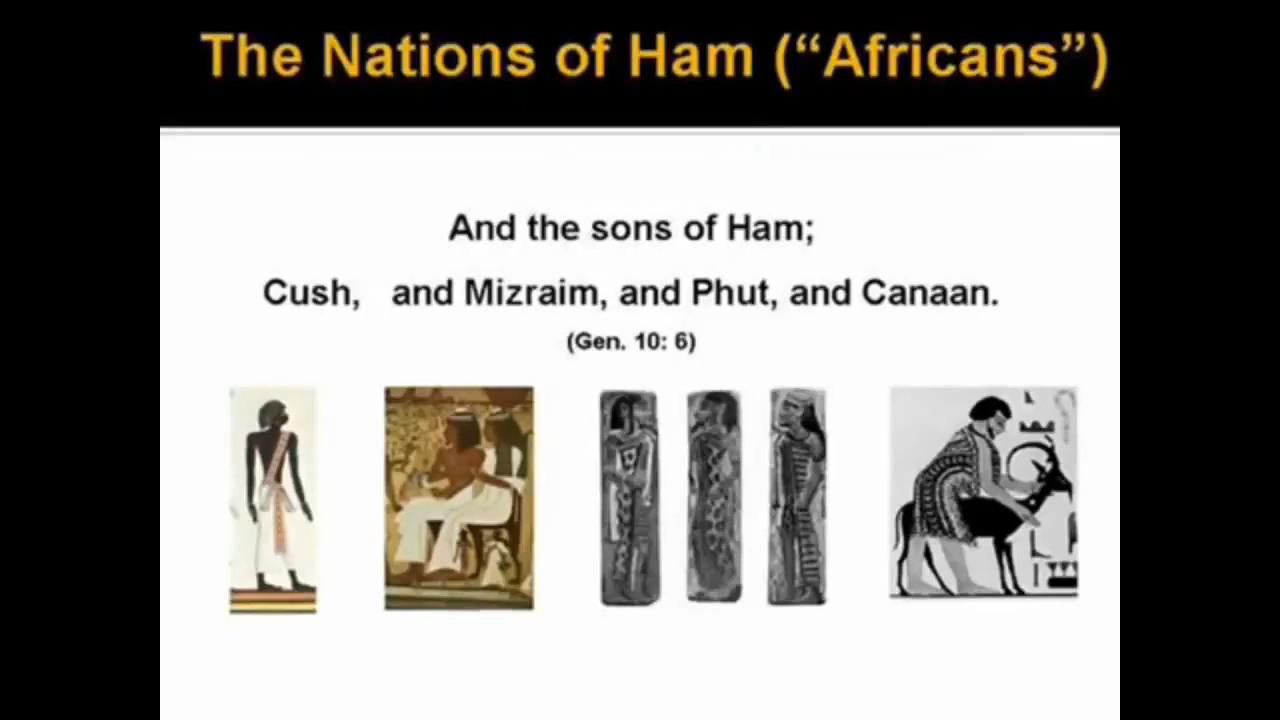 The Nations of Ham (“Africans”)
And the sons of Ham;
Cush, and Mizraim, and Phut, and Canaan.
(Gen. 10: 6)